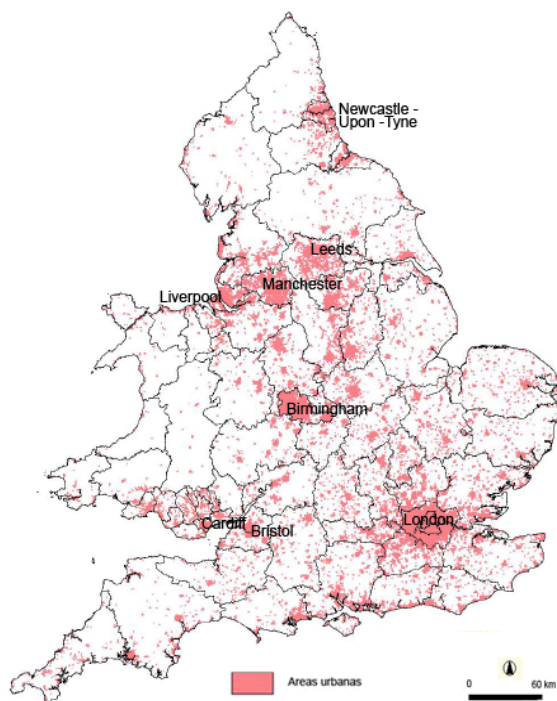 Newcastle -
Upon -Tyne
Leeds
Manchester
Liverpool
Birmingham
Cardiff
Bristol
London
Areas urbanas
0 60 km